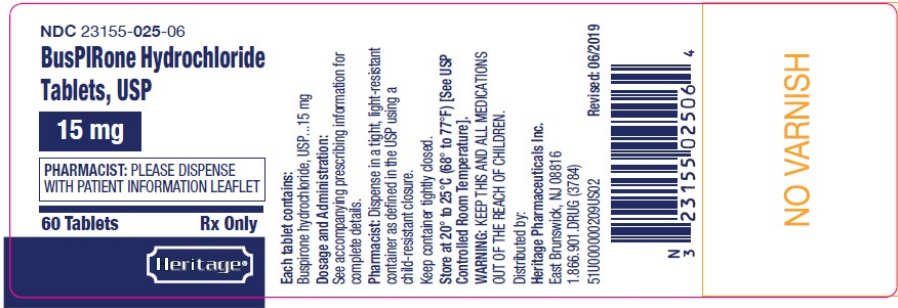 NDC 23155-025-06
BusPIRone Hydrochloride
Tablets, USP
15 mg
PHARMACIST: PLEASE DISPENSE
WITH PATIENT INFORMATION LEAFLET
60 Tablets Rx Only
Heritage®
Each tablet contains:
Buspirone hydrochloride, USP...15 mg
Dosage and Administration:
See accompanying prescribing information for
complete details.
Pharmacist: Dispense in a tight, light-resistant
container as defined in the USP using a
child-resistant closure.
Keep container tightly closed.
Store at 20° to 25°C (68° to 77°F) [See USP
Controlled Room Temperature].
WARNING: KEEP THIS AND ALL MEDICATIONS
OUT OF THE REACH OF CHILDREN.
Distributed by:
Heritage Pharmaceuticals Inc.
East Brunswick, NJ 08816
1.866.901.DRUG (3784)
51U000000209US02 Revised: 06/2019
N
3 23155 02506 4
NO VARNISH